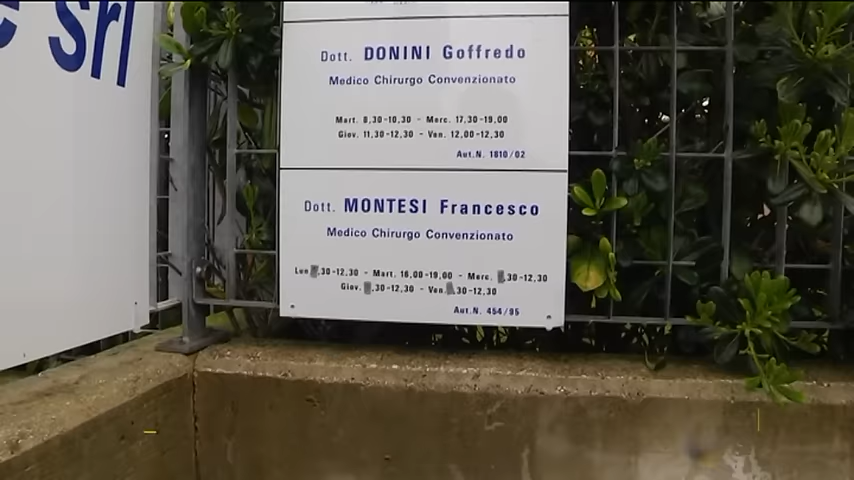 e srl
Dott. DONINI Goffredo
Medico Chirurgo Convenzionato
Mart. 8,30-10,30 - Merc. 17,30-19,00
Giov. 11,30-12,30 - Ven. 12,00-12,30
Aut.N. 1810/02
Dott. MONTESI Francesco
Medico Chirurgo Convenzionato
Lun .30-12,30 - Mart. 16,00-19,00 - Merc. ,30-12,30
Giov. ,30-12,30 - Ven. ,30-12,30
Aut.N. 454/95